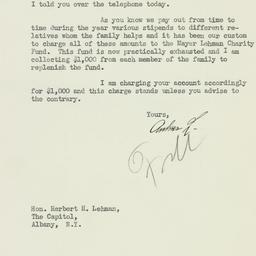 I told you over the telephone today.
As you know we pay out from time to
time during the year various stipends to different re-
latives whom the family helps and it has been our custom
to charge all of these amounts to the Mayer Lehman Charity
Fund. This fund is now practically exhausted and I am
collecting $1,000 from each member of the family to
replenish the fund.
I am charging your account accordingly
for $1,000 and this charge stands unless you advise to
the contrary.
Yours,
Hon. Herbert H. Lehman,
The Capitol,
Albany, N.Y.